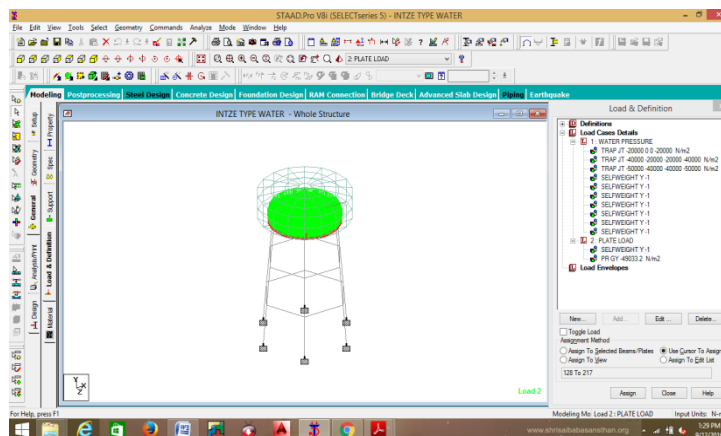 STAAD.Pro V8i (SELECTseries 5) - INTZE TYPE WATER
File Edit View Tools Select Geometry Commands Analyze Mode Window Help
2: PLATE LOAD
Modeling Postprocessing Steel Design Concrete Design Foundation Design RAM Connection Bridge Deck Advanced Slab Design Piping Earthquake
Setup
Geometry
General
Analysis/Print
Design
Property
Spec
Support
Load & Definition
Material
INTZE TYPE WATER - Whole Structure
Y
X
Z
Load 2
Load & Definition
Definitions
Load Cases Details
1 : WATER PRESSURE
TRAP JT -20000 0 0 -20000 N/m2
TRAP JT -40000 -20000 -20000 -40000 N/m2
TRAP JT -50000 -40000 -40000 -50000 N/m2
SELFWEIGHT Y -1
SELFWEIGHT Y -1
SELFWEIGHT Y -1
SELFWEIGHT Y -1
SELFWEIGHT Y -1
SELFWEIGHT Y -1
2 : PLATE LOAD
SELFWEIGHT Y -1
PR GY -49033.2 N/m2
Load Envelopes
New... Add... Edit ... Delete...
Toggle Load
Assignment Method
Assign To Selected Beams/Plates Use Cursor To Assign
Assign To View Assign To Edit List
128 To 217
Assign Close Help
For Help, press F1
Modeling Mo Load 2 : PLATE LOAD Input Units:
www.shrisaibabasansthan.org
1:29 PM